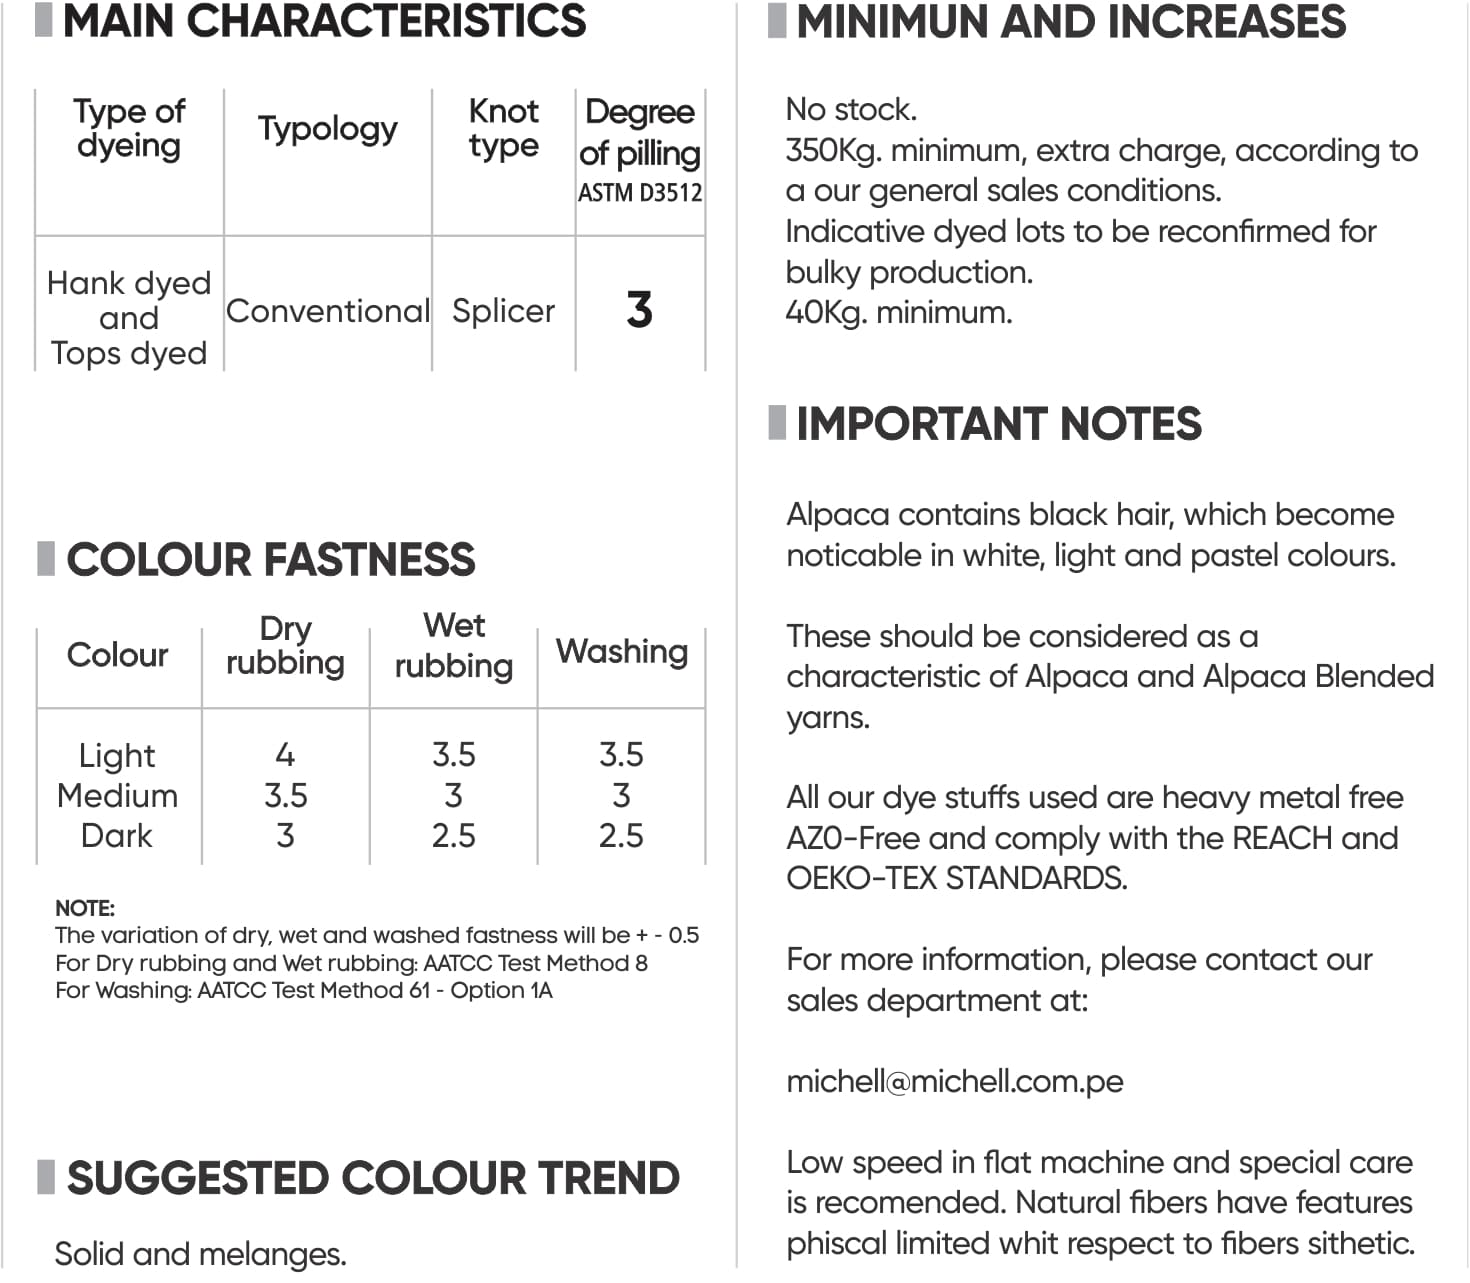 MAIN CHARACTERISTICS
Type of dyeing Typology Knot type Degree of pilling ASTM D3512
Hank dyed and Tops dyed Conventional Splicer 3
COLOUR FASTNESS
Colour Dry rubbing Wet rubbing Washing
Light 4 3.5 3.5
Medium 3.5 3 3
Dark 3 2.5 2.5
NOTE:
The variation of dry, wet and washed fastness will be + - 0.5
For Dry rubbing and Wet rubbing: AATCC Test Method 8
For Washing: AATCC Test Method 61 - Option 1A
SUGGESTED COLOUR TREND
Solid and melanges.
MINIMUN AND INCREASES
No stock.
350Kg. minimum, extra charge, according to
a our general sales conditions.
Indicative dyed lots to be reconfirmed for
bulky production.
40Kg. minimum.
IMPORTANT NOTES
Alpaca contains black hair, which become
noticable in white, light and pastel colours.
These should be considered as a
characteristic of Alpaca and Alpaca Blended
yarns.
All our dye stuffs used are heavy metal free
AZ0-Free and comply with the REACH and
OEKO-TEX STANDARDS.
For more information, please contact our
sales department at:
michell@michell.com.pe
Low speed in flat machine and special care
is recomended. Natural fibers have features
phiscal limited whit respect to fibers sithetic.